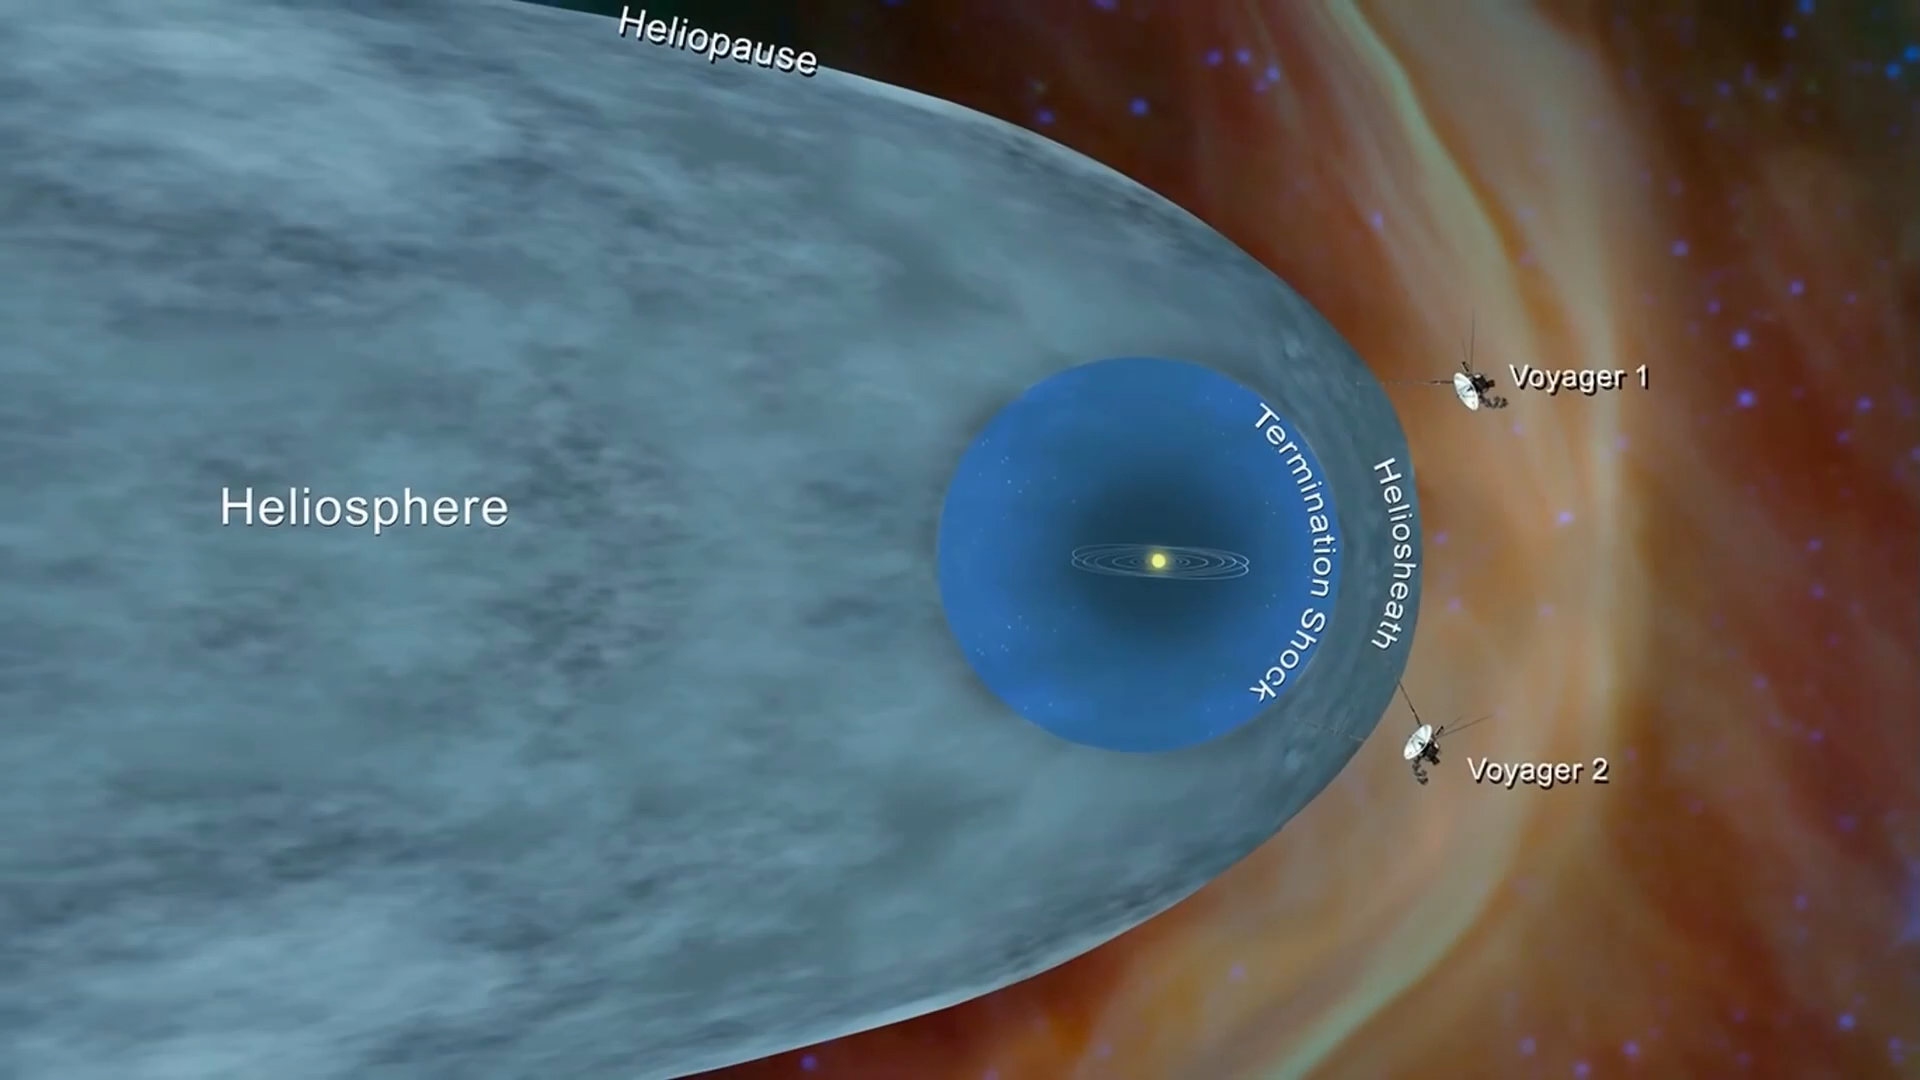 Heliopause
Voyager 1
Termination Shock
Heliosheath
Heliosphere
Voyager 2